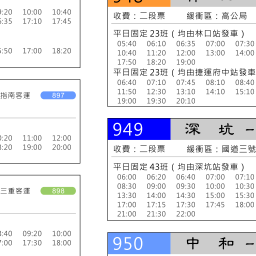 9:20 10:00 10:40
5:35 17:10 17:45
5:50 17:00 18:20
指南客運 897
0:20 11:00 12:00
8:20 19:00 20:00
三重客運 898
8:40 09:20 10:00
7:00 17:30 18:00
收費：二段票 緩衝區：高公局
平日固定 23班（均由林口站發車）
05:40 06:10 06:35 07:00 07:30
10:40 11:20 12:00 13:00 14:00
17:50 18:20 19:00
平日固定 23班（均由捷運府中站發車
06:40 07:10 07:45 08:10 08:40
11:50 12:30 13:10 14:10 15:10
19:00 19:30 20:10
949 深坑-
收費：二段票 緩衝區：國道三號
平日固定 43班（均由深坑站發車）
06:00 06:20 06:40 07:00 07:10
08:30 09:00 09:30 10:00 10:30
13:30 14:00 14:30 15:00 15:30
17:00 17:15 17:30 17:45 18:00
21:00 21:30 22:00
950 中和-